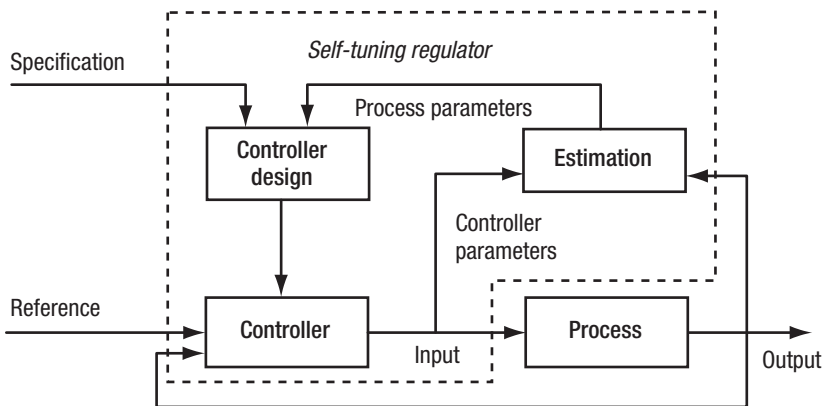 Self-tuning regulator
Specification
Process parameters
Controller
design
Estimation
Controller
parameters
Reference
Controller
Input
Process
Output